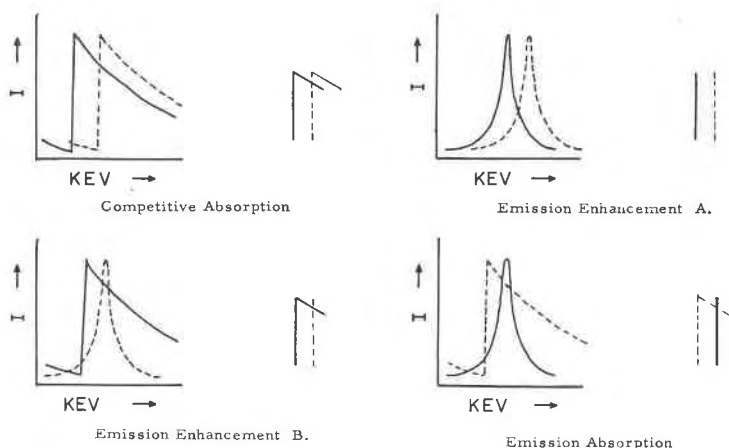 I
KEV
Competitive Absorption
I
KEV
Emission Enhancement A.
I
KEV
Emission Enhancement B.
I
KEV
Emission Absorption